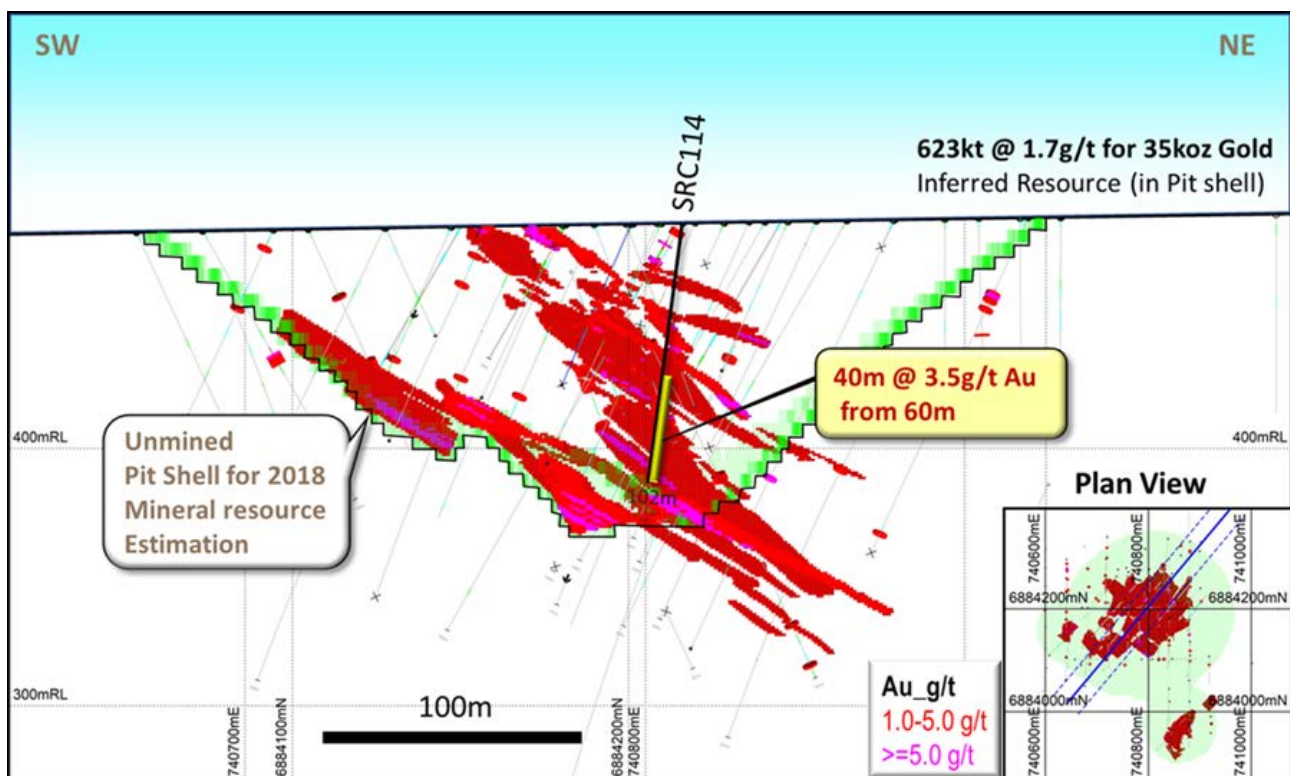 SW
NE
SRC114
623kt @ 1.7g/t for 35koz Gold
Inferred Resource (in Pit shell)
40m @ 3.5g/t Au
from 60m
Unmined
Pit Shell for 2018
Mineral resource
Estimation
400mRL
400mRL
102m
300mRL
100m
740700mE
6884100mN
6884200mN
740800mE
Au_g/t
1.0-5.0 g/t
>=5.0 g/t
Plan View
740600mE
740800mE
741000mE
6884200mN
6884200mN
6884000mN
6884000mN
740600mE
740800mE
741000mE